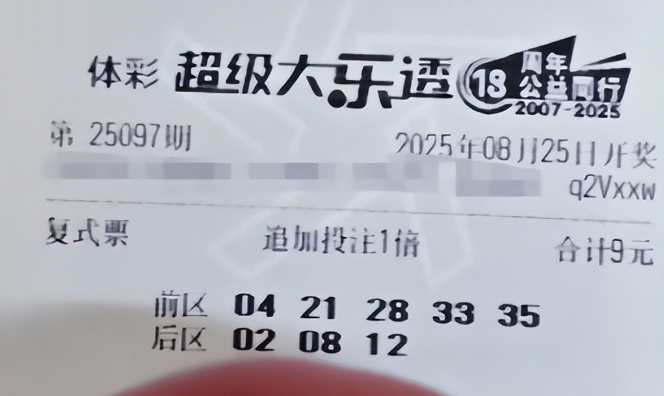 体彩 超级大乐透 18 周年 公益同行 2007-2025
第 25097期 2025年08月25日开奖
q2Vxxw
复式票 追加投注1倍 合计9元
前区 04 21 28 33 35
后区 02 08 12